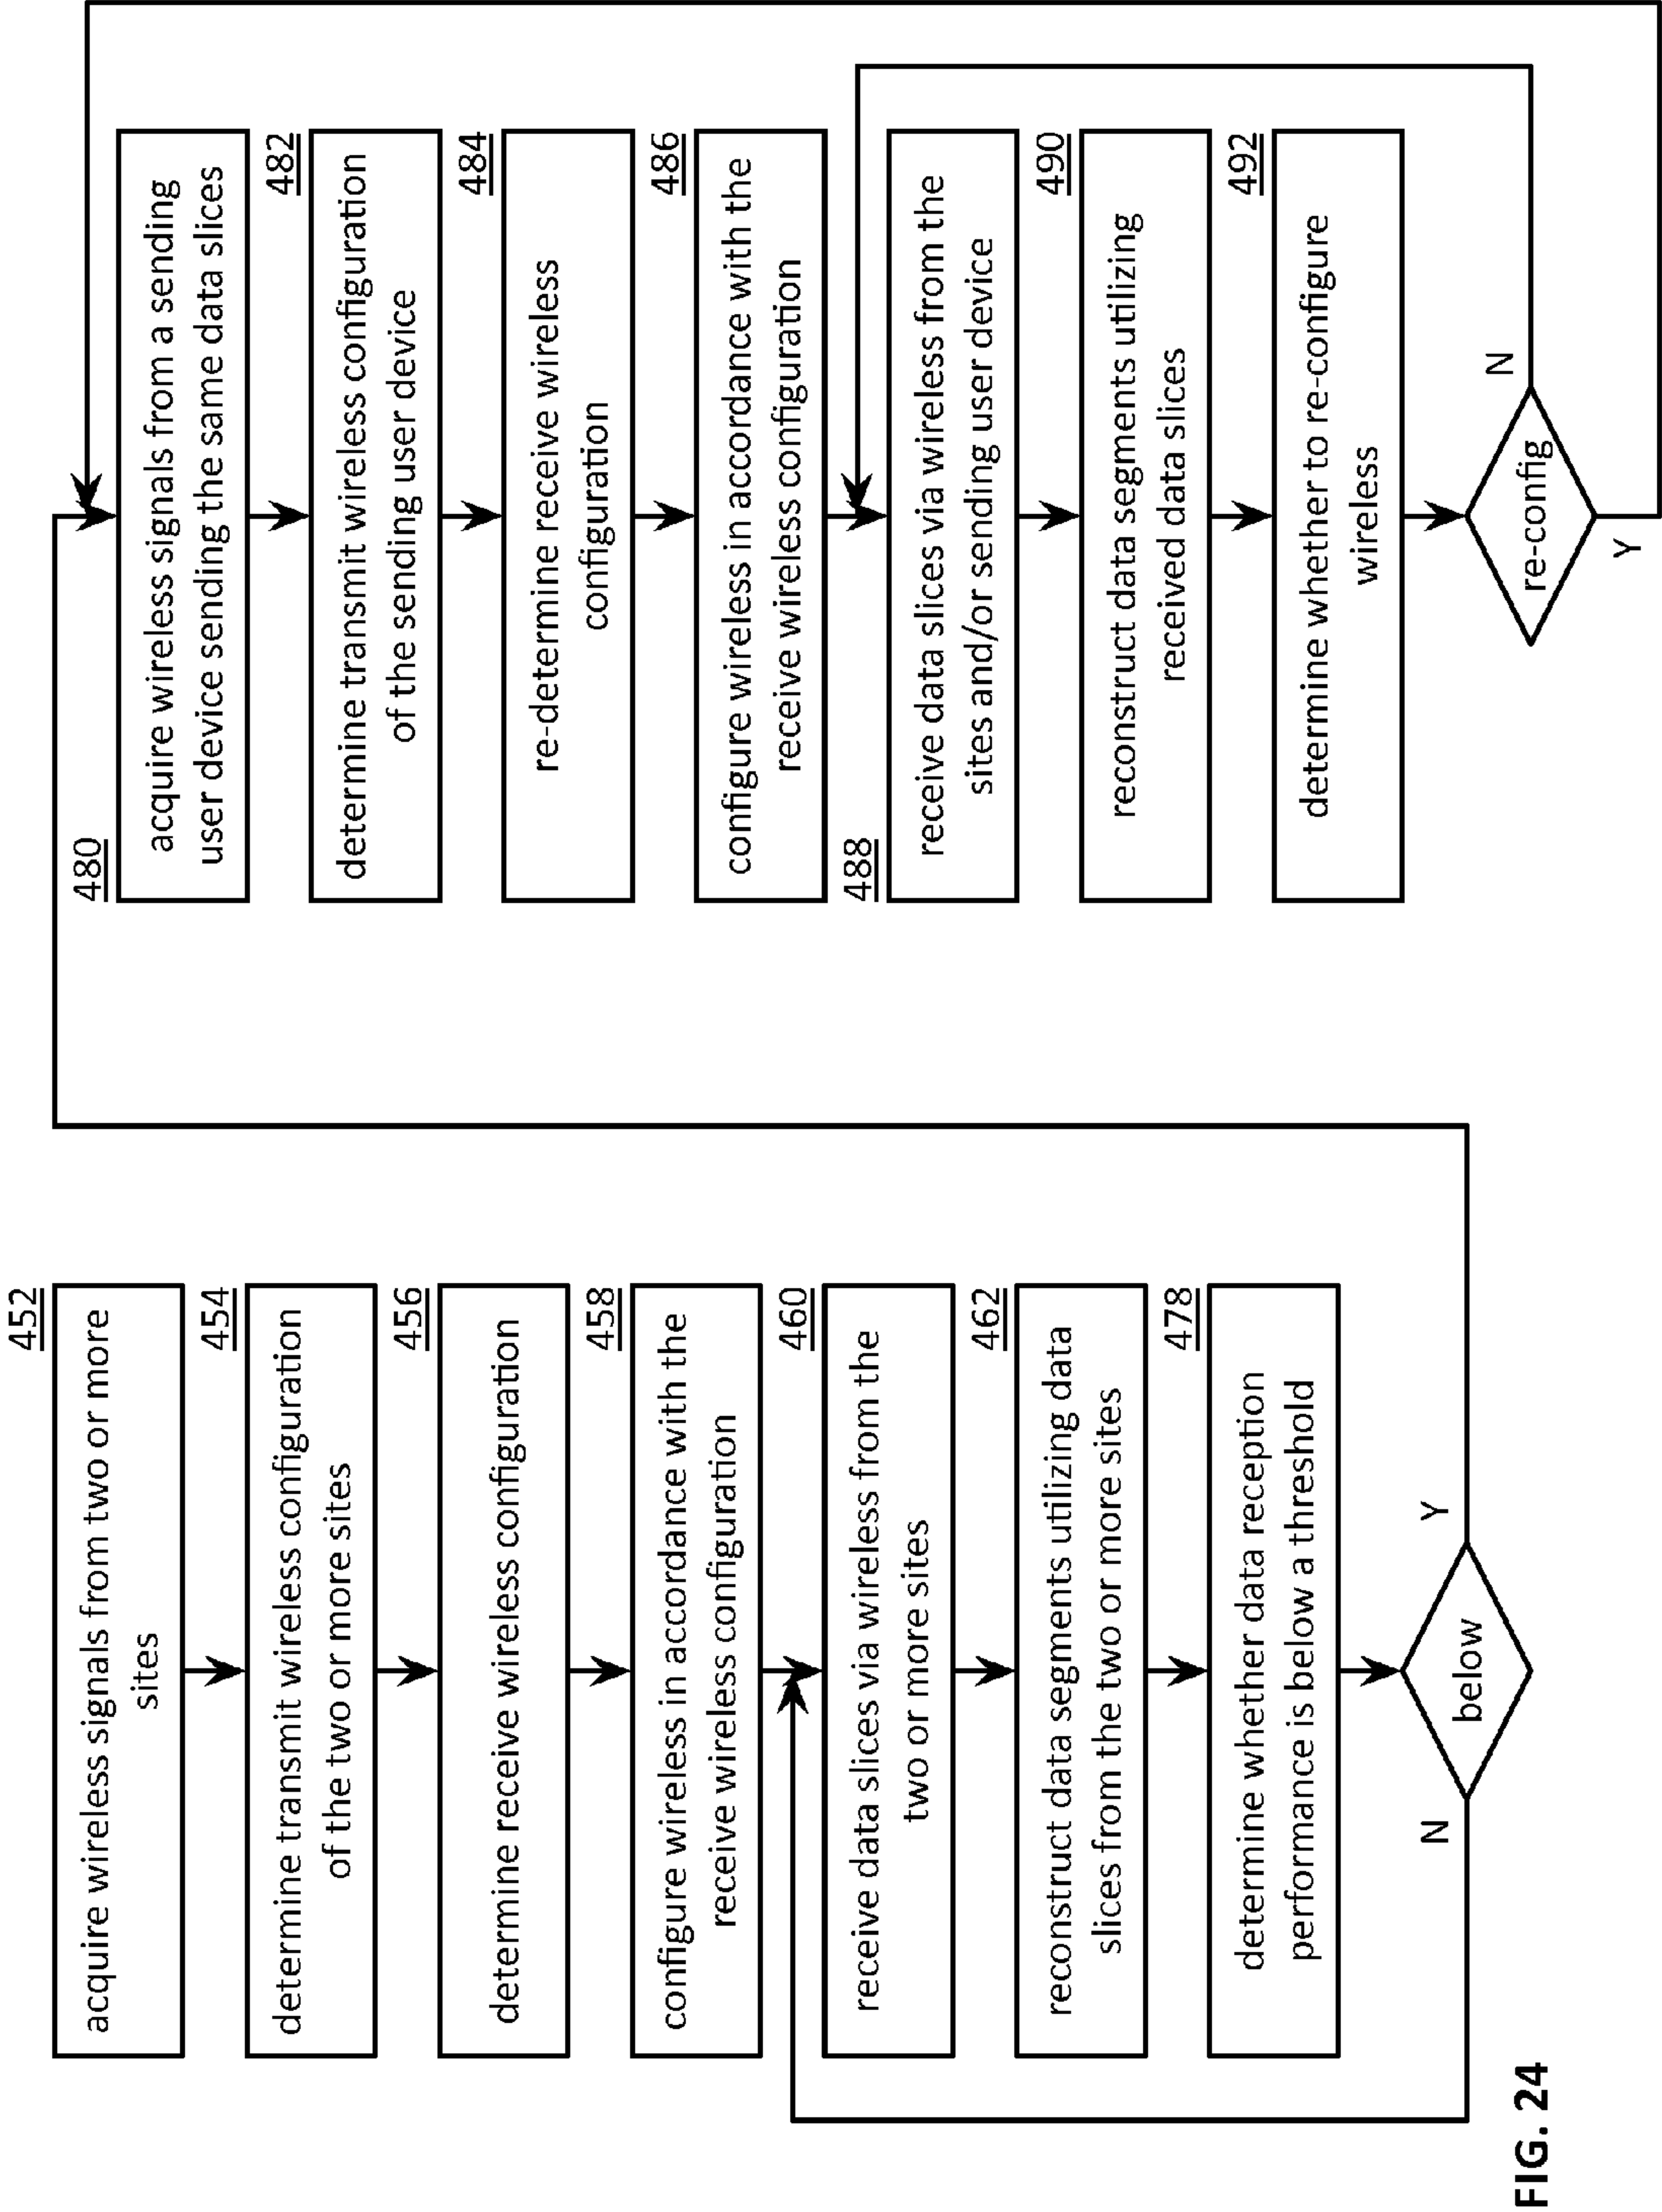 452
acquire wireless signals from two or more
sites
454
determine transmit wireless configuration
of the two or more sites
456
determine receive wireless configuration
458
configure wireless in accordance with the
receive wireless configuration
460
receive data slices via wireless from the
two or more sites
462
reconstruct data segments utilizing data
slices from the two or more sites
478
determine whether data reception
performance is below a threshold
below
N
Y
480
acquire wireless signals from a sending
user device sending the same data slices
482
determine transmit wireless configuration
of the sending user device
484
re-determine receive wireless
configuration
486
configure wireless in accordance with the
receive wireless configuration
488
receive data slices via wireless from the
sites and/or sending user device
490
reconstruct data segments utilizing
received data slices
492
determine whether to re-configure
wireless
re-config
N
Y
FIG. 24